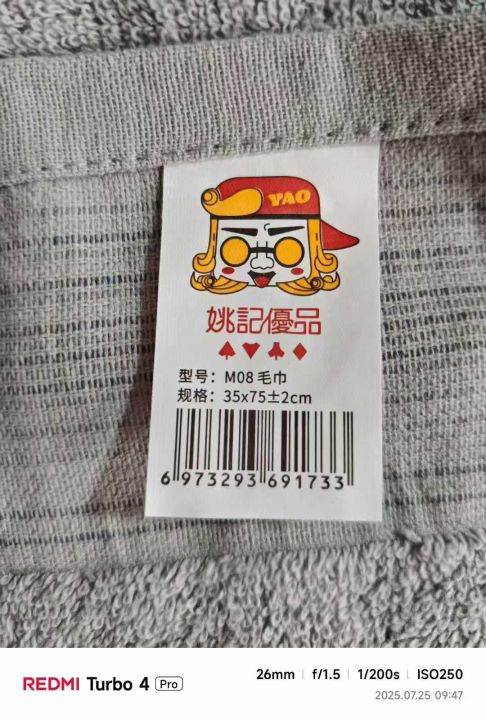 YAO
姚記優品
♠♥♣♦
型号：M08 毛巾
规格：35x75±2cm
6 973293 691733
REDMI Turbo 4 Pro
26mm | f/1.5 | 1/200s | ISO250
2025.07.25 09:47